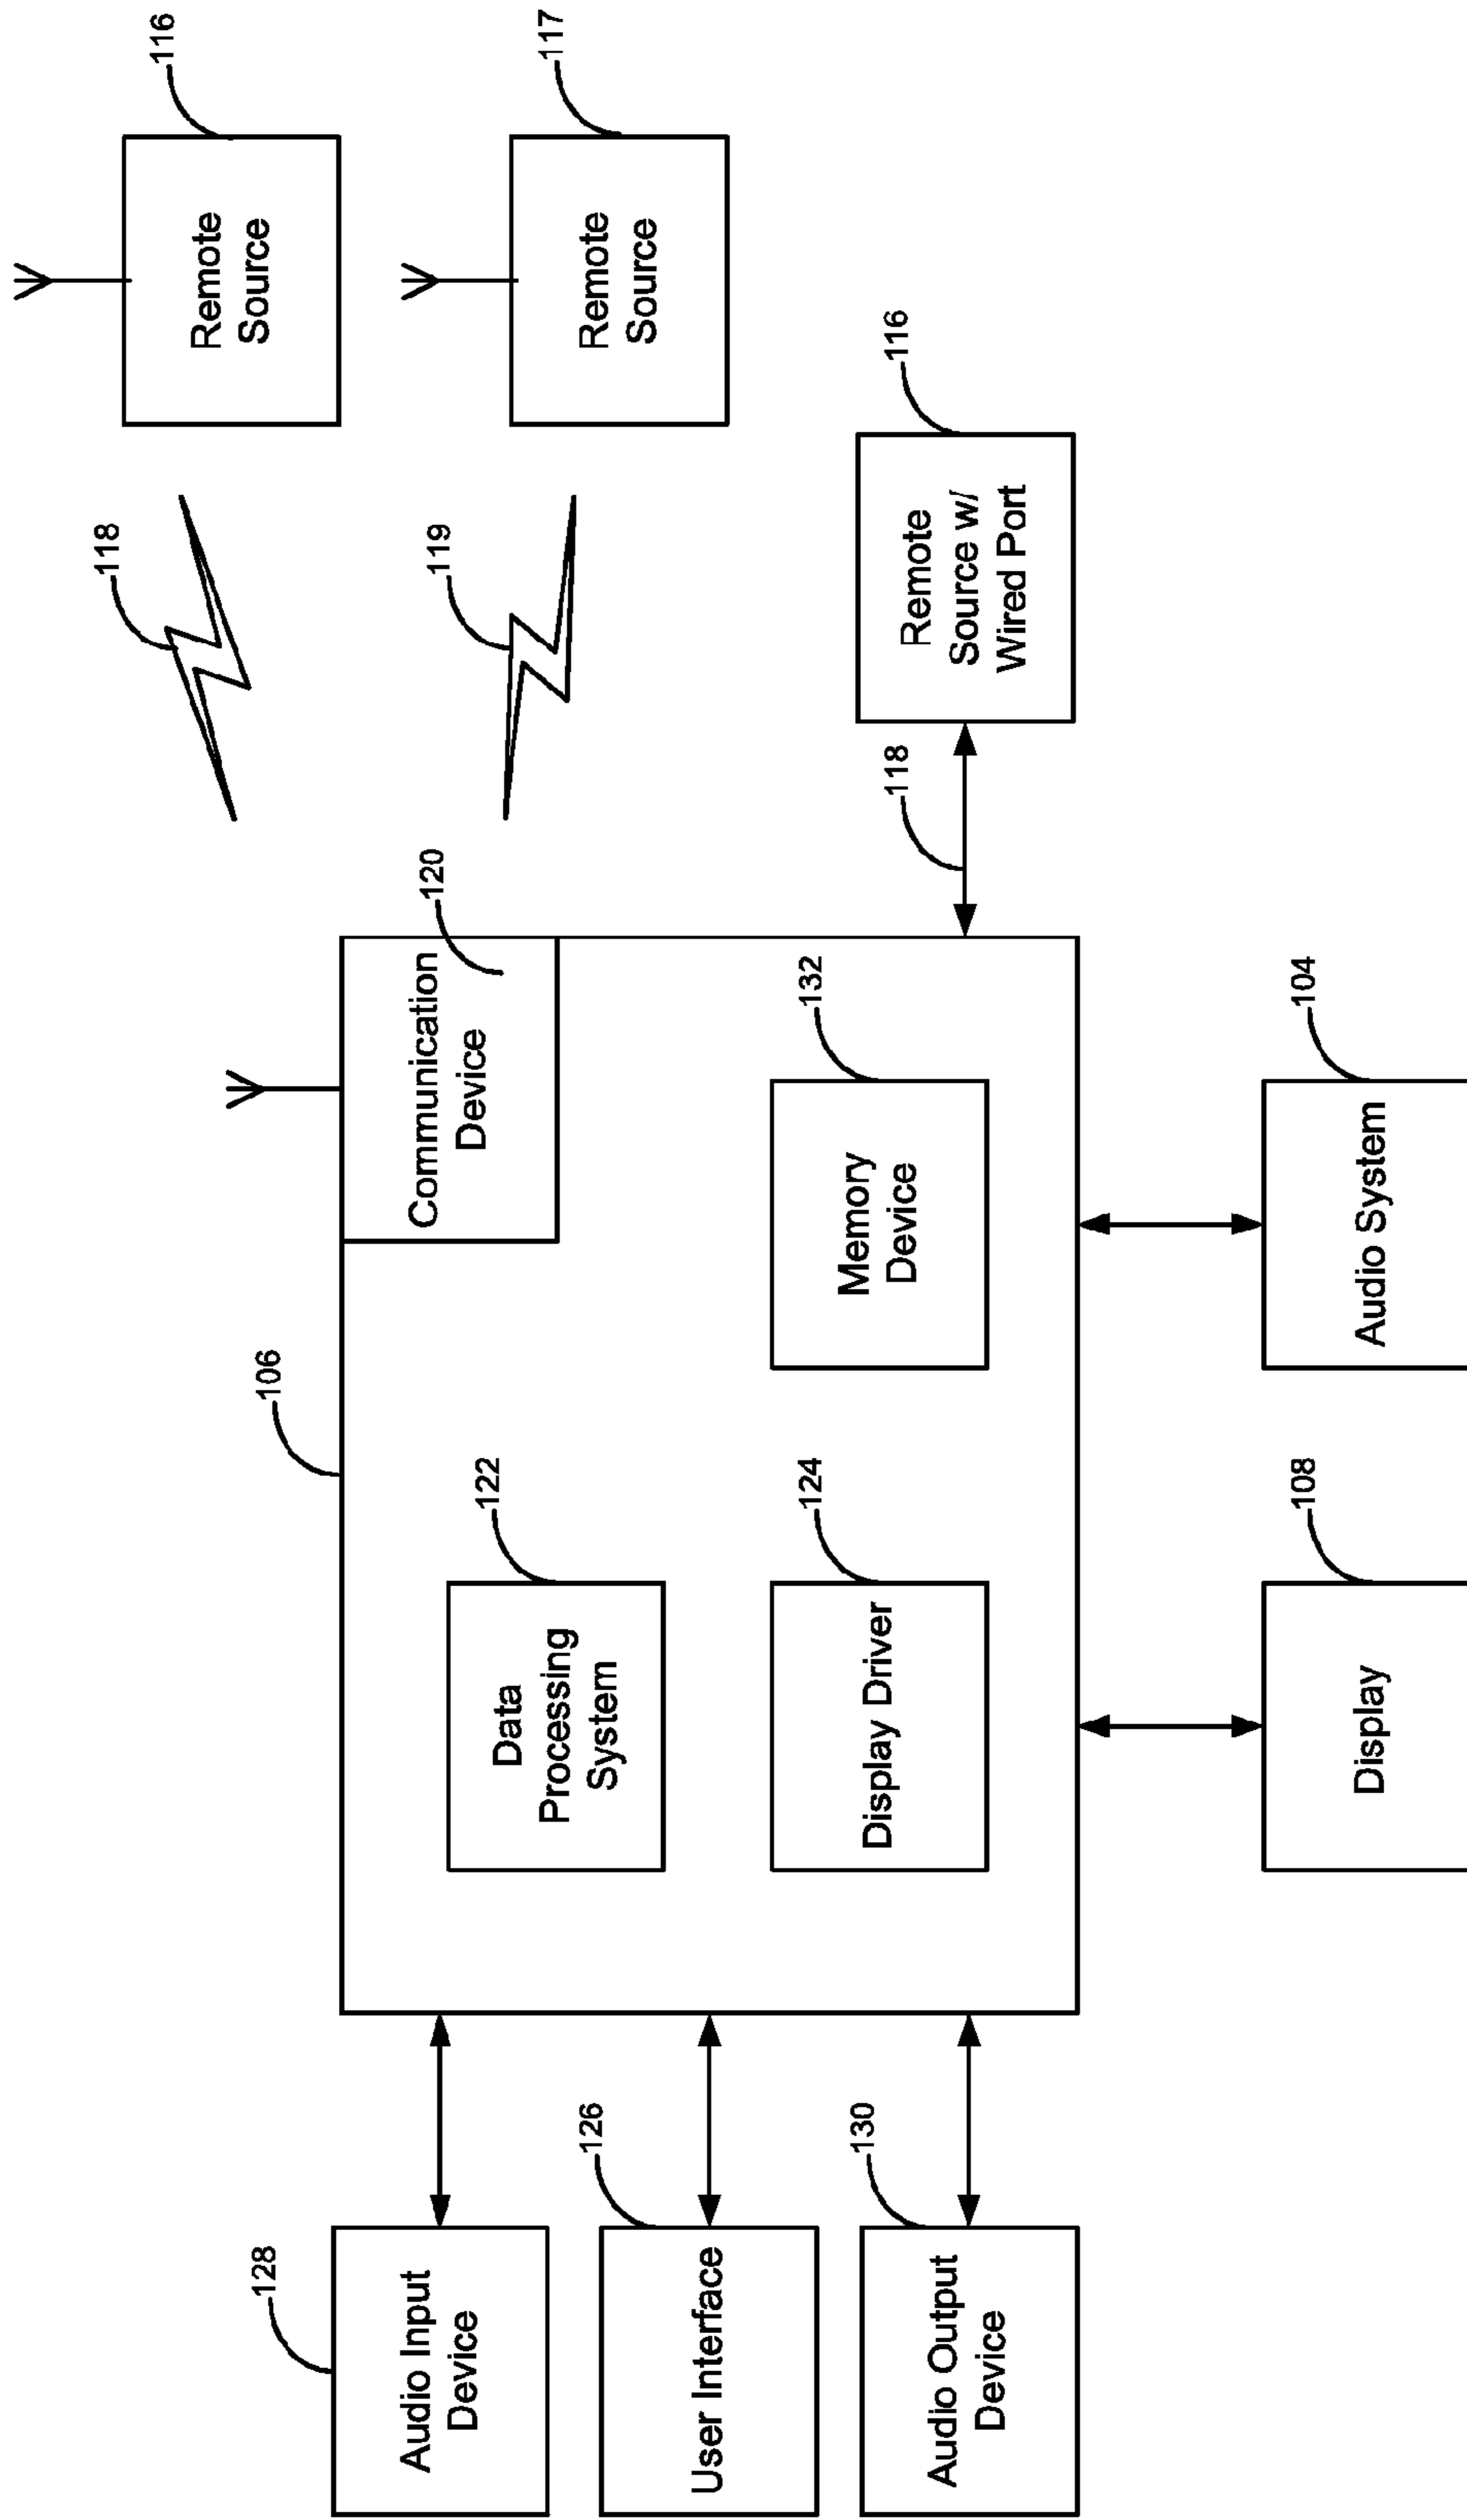 128
Audio Input
Device
126
User Interface
130
Audio Output
Device
106
122
Data
Processing
System
124
Display Driver
108
Display
120
Communication
Device
132
Memory
Device
104
Audio System
118
119
118
116
Remote
Source
117
Remote
Source
116
Remote
Source w/
Wired Port